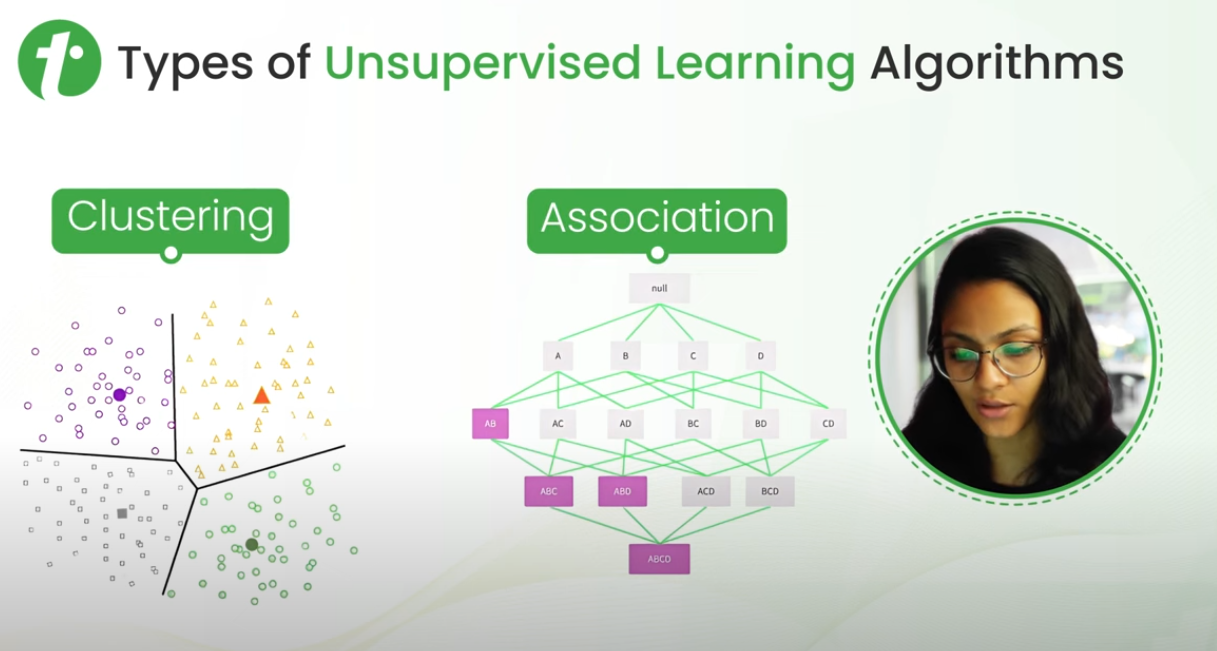 Types of Unsupervised Learning Algorithms
Clustering
Association
null
A B C D
AB AC AD BC BD CD
ABC ABD ACD BCD
ABCD